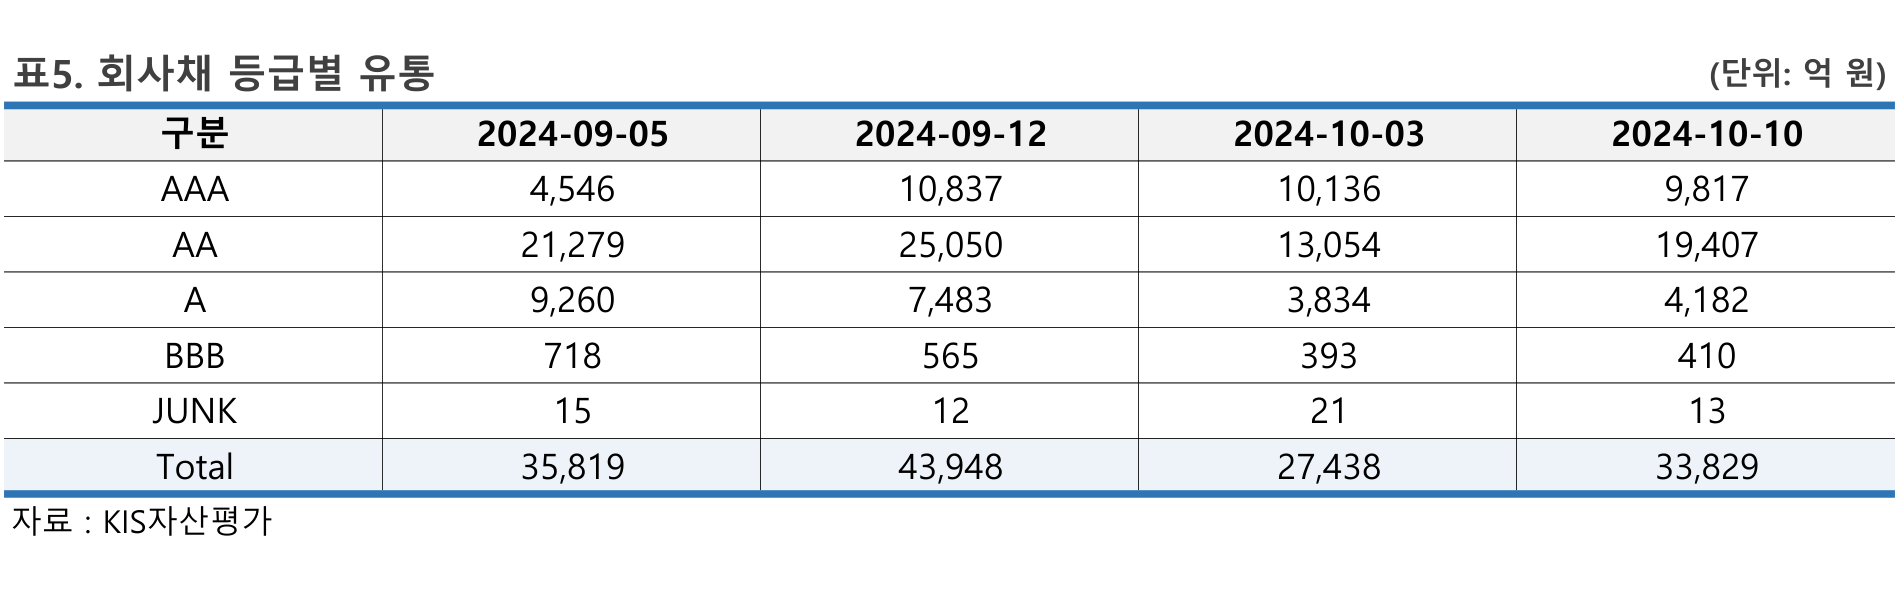 표5. 회사채 등급별 유통 (단위: 억 원)
구분 2024-09-05 2024-09-12 2024-10-03 2024-10-10
AAA 4,546 10,837 10,136 9,817
AA 21,279 25,050 13,054 19,407
A 9,260 7,483 3,834 4,182
BBB 718 565 393 410
JUNK 15 12 21 13
Total 35,819 43,948 27,438 33,829
자료 : KIS자산평가